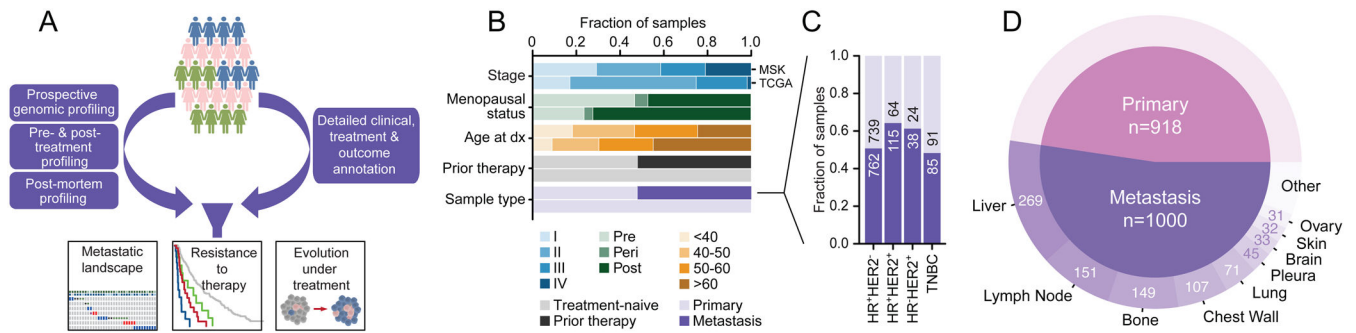 A
Prospective
genomic profiling
Pre- & post-
treatment
profiling
Post-mortem
profiling
Detailed clinical,
treatment &
outcome
annotation
Metastatic
landscape
Resistance
to
therapy
Evolution
under
treatment
B
Fraction of samples
0 0.2 0.4 0.6 0.8 1.0
Stage
MSK
TCGA
Menopausal
status
Age at dx
Prior therapy
Sample type
I
II
III
IV
Pre
Peri
Post
<40
40-50
50-60
>60
Treatment-naive
Prior therapy
Primary
Metastasis
C
Fraction of samples
1.0
0.8
0.6
0.4
0.2
0.0
739
762
64
115
24
38
91
85
HR⁺HER2⁻
HR⁺HER2⁺
HR⁻HER2⁺
TNBC
D
Primary
n=918
Metastasis
n=1000
Liver
269
Lymph Node
151
Bone
149
Chest Wall
107
Lung
71
Pleura
45
Brain
33
Skin
32
Ovary
31
Other